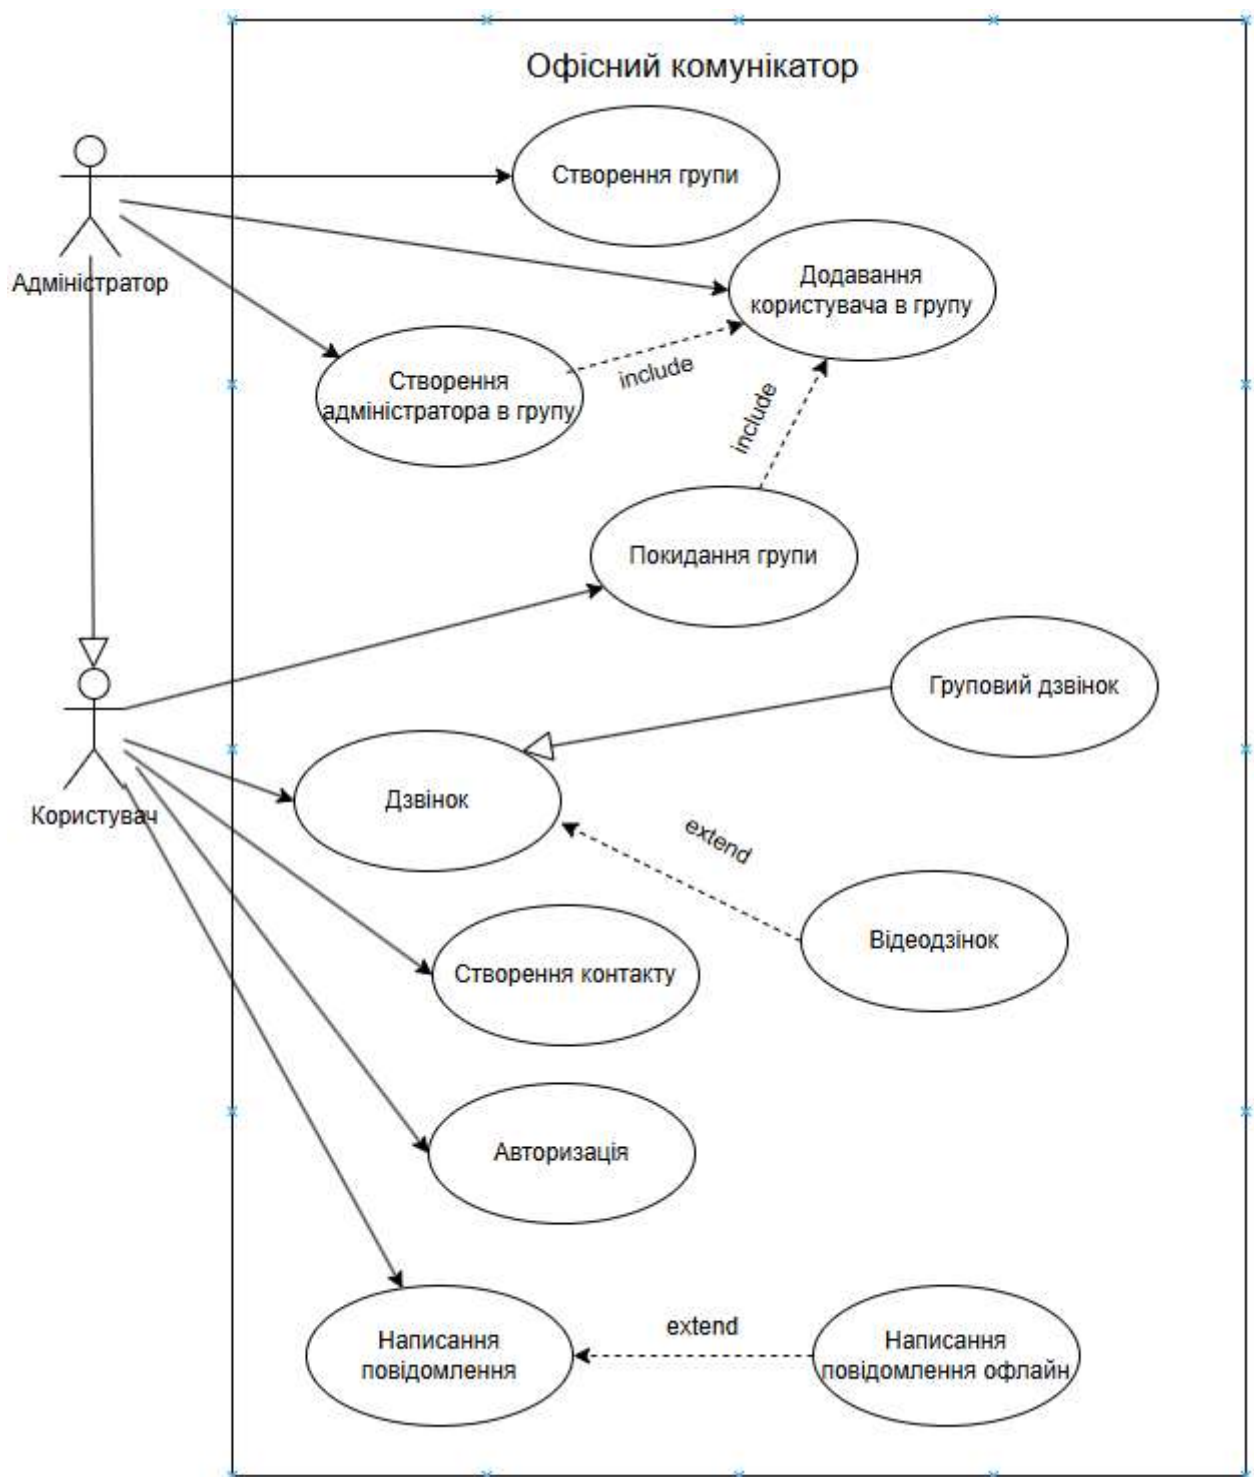 Офісний комунікатор
Створення групи
Адміністратор
Додавання
користувача в групу
Створення
адміністратора в групу
include
include
Покидання групи
Груповий дзвінок
Користувач
Дзвінок
extend
Відеодзінок
Створення контакту
Авторизація
Написання
повідомлення
extend
Написання
повідомлення офлайн